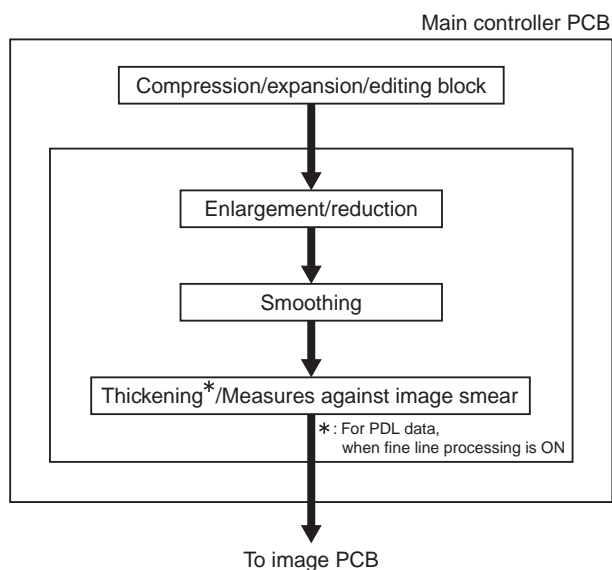 Main controller PCB
Compression/expansion/editing block
Enlargement/reduction
Smoothing
Thickening*/Measures against image smear
*: For PDL data,
when fine line processing is ON
To image PCB